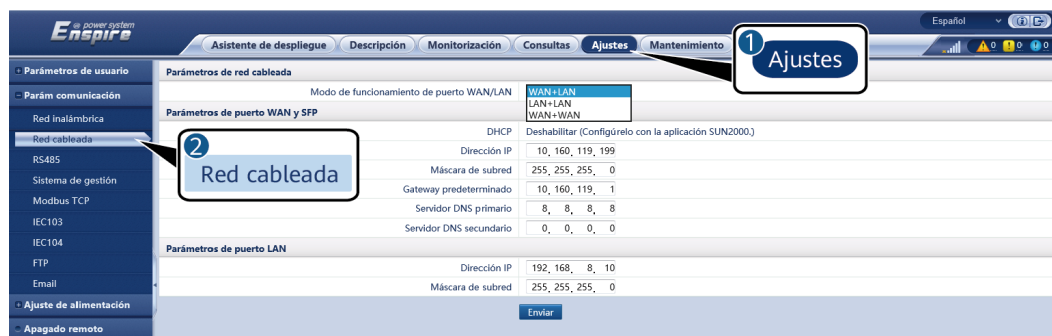 power system
Enspire
Español
Asistente de despliegue Descripción Monitorización Consultas Ajustes Mantenimiento
0 0 0
1
Ajustes
Parámetros de usuario
Parám comunicación
Red inalámbrica
Red cableada
RS485
Sistema de gestión
Modbus TCP
IEC103
IEC104
FTP
Email
Ajuste de alimentación
Apagado remoto
2
Red cableada
Parámetros de red cableada
Modo de funcionamiento de puerto WAN/LAN WAN+LAN
LAN+LAN
WAN+WAN
Parámetros de puerto WAN y SFP
DHCP Deshabilitar (Configúrelo con la aplicación SUN2000.)
Dirección IP 10. 160. 119. 199
Máscara de subred 255. 255. 255. 0
Gateway predeterminado 10. 160. 119. 1
Servidor DNS primario 8. 8. 8. 8
Servidor DNS secundario 0. 0. 0. 0
Parámetros de puerto LAN
Dirección IP 192. 168. 8. 10
Máscara de subred 255. 255. 255. 0
Enviar